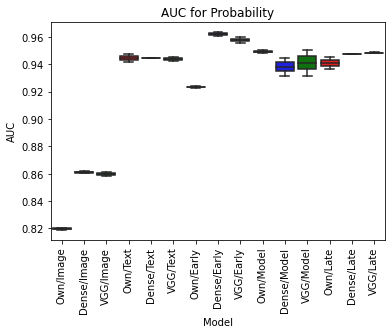 AUC for Probability
AUC
0.96
0.94
0.92
0.90
0.88
0.86
0.84
0.82
Own/Image
Dense/Image
VGG/Image
Own/Text
Dense/Text
VGG/Text
Own/Early
Dense/Early
VGG/Early
Own/Model
Dense/Model
VGG/Model
Own/Late
Dense/Late
VGG/Late
Model